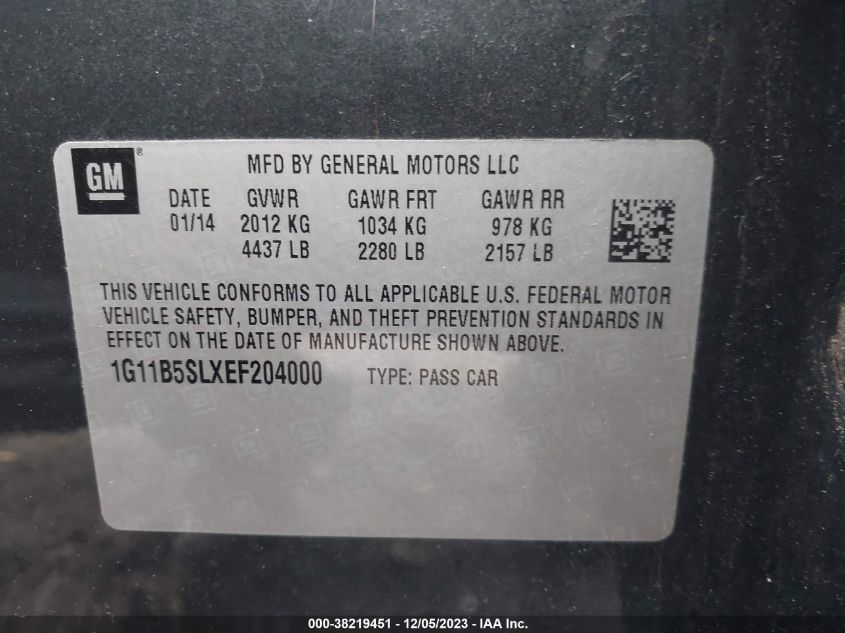 GM ®
MFD BY GENERAL MOTORS LLC
DATE GVWR GAWR FRT GAWR RR
01/14 2012 KG 1034 KG 978 KG
4437 LB 2280 LB 2157 LB
THIS VEHICLE CONFORMS TO ALL APPLICABLE U.S. FEDERAL MOTOR
VEHICLE SAFETY, BUMPER, AND THEFT PREVENTION STANDARDS IN
EFFECT ON THE DATE OF MANUFACTURE SHOWN ABOVE.
1G11B5SLXEF204000 TYPE: PASS CAR
000-38219451 - 12/05/2023 - IAA Inc.